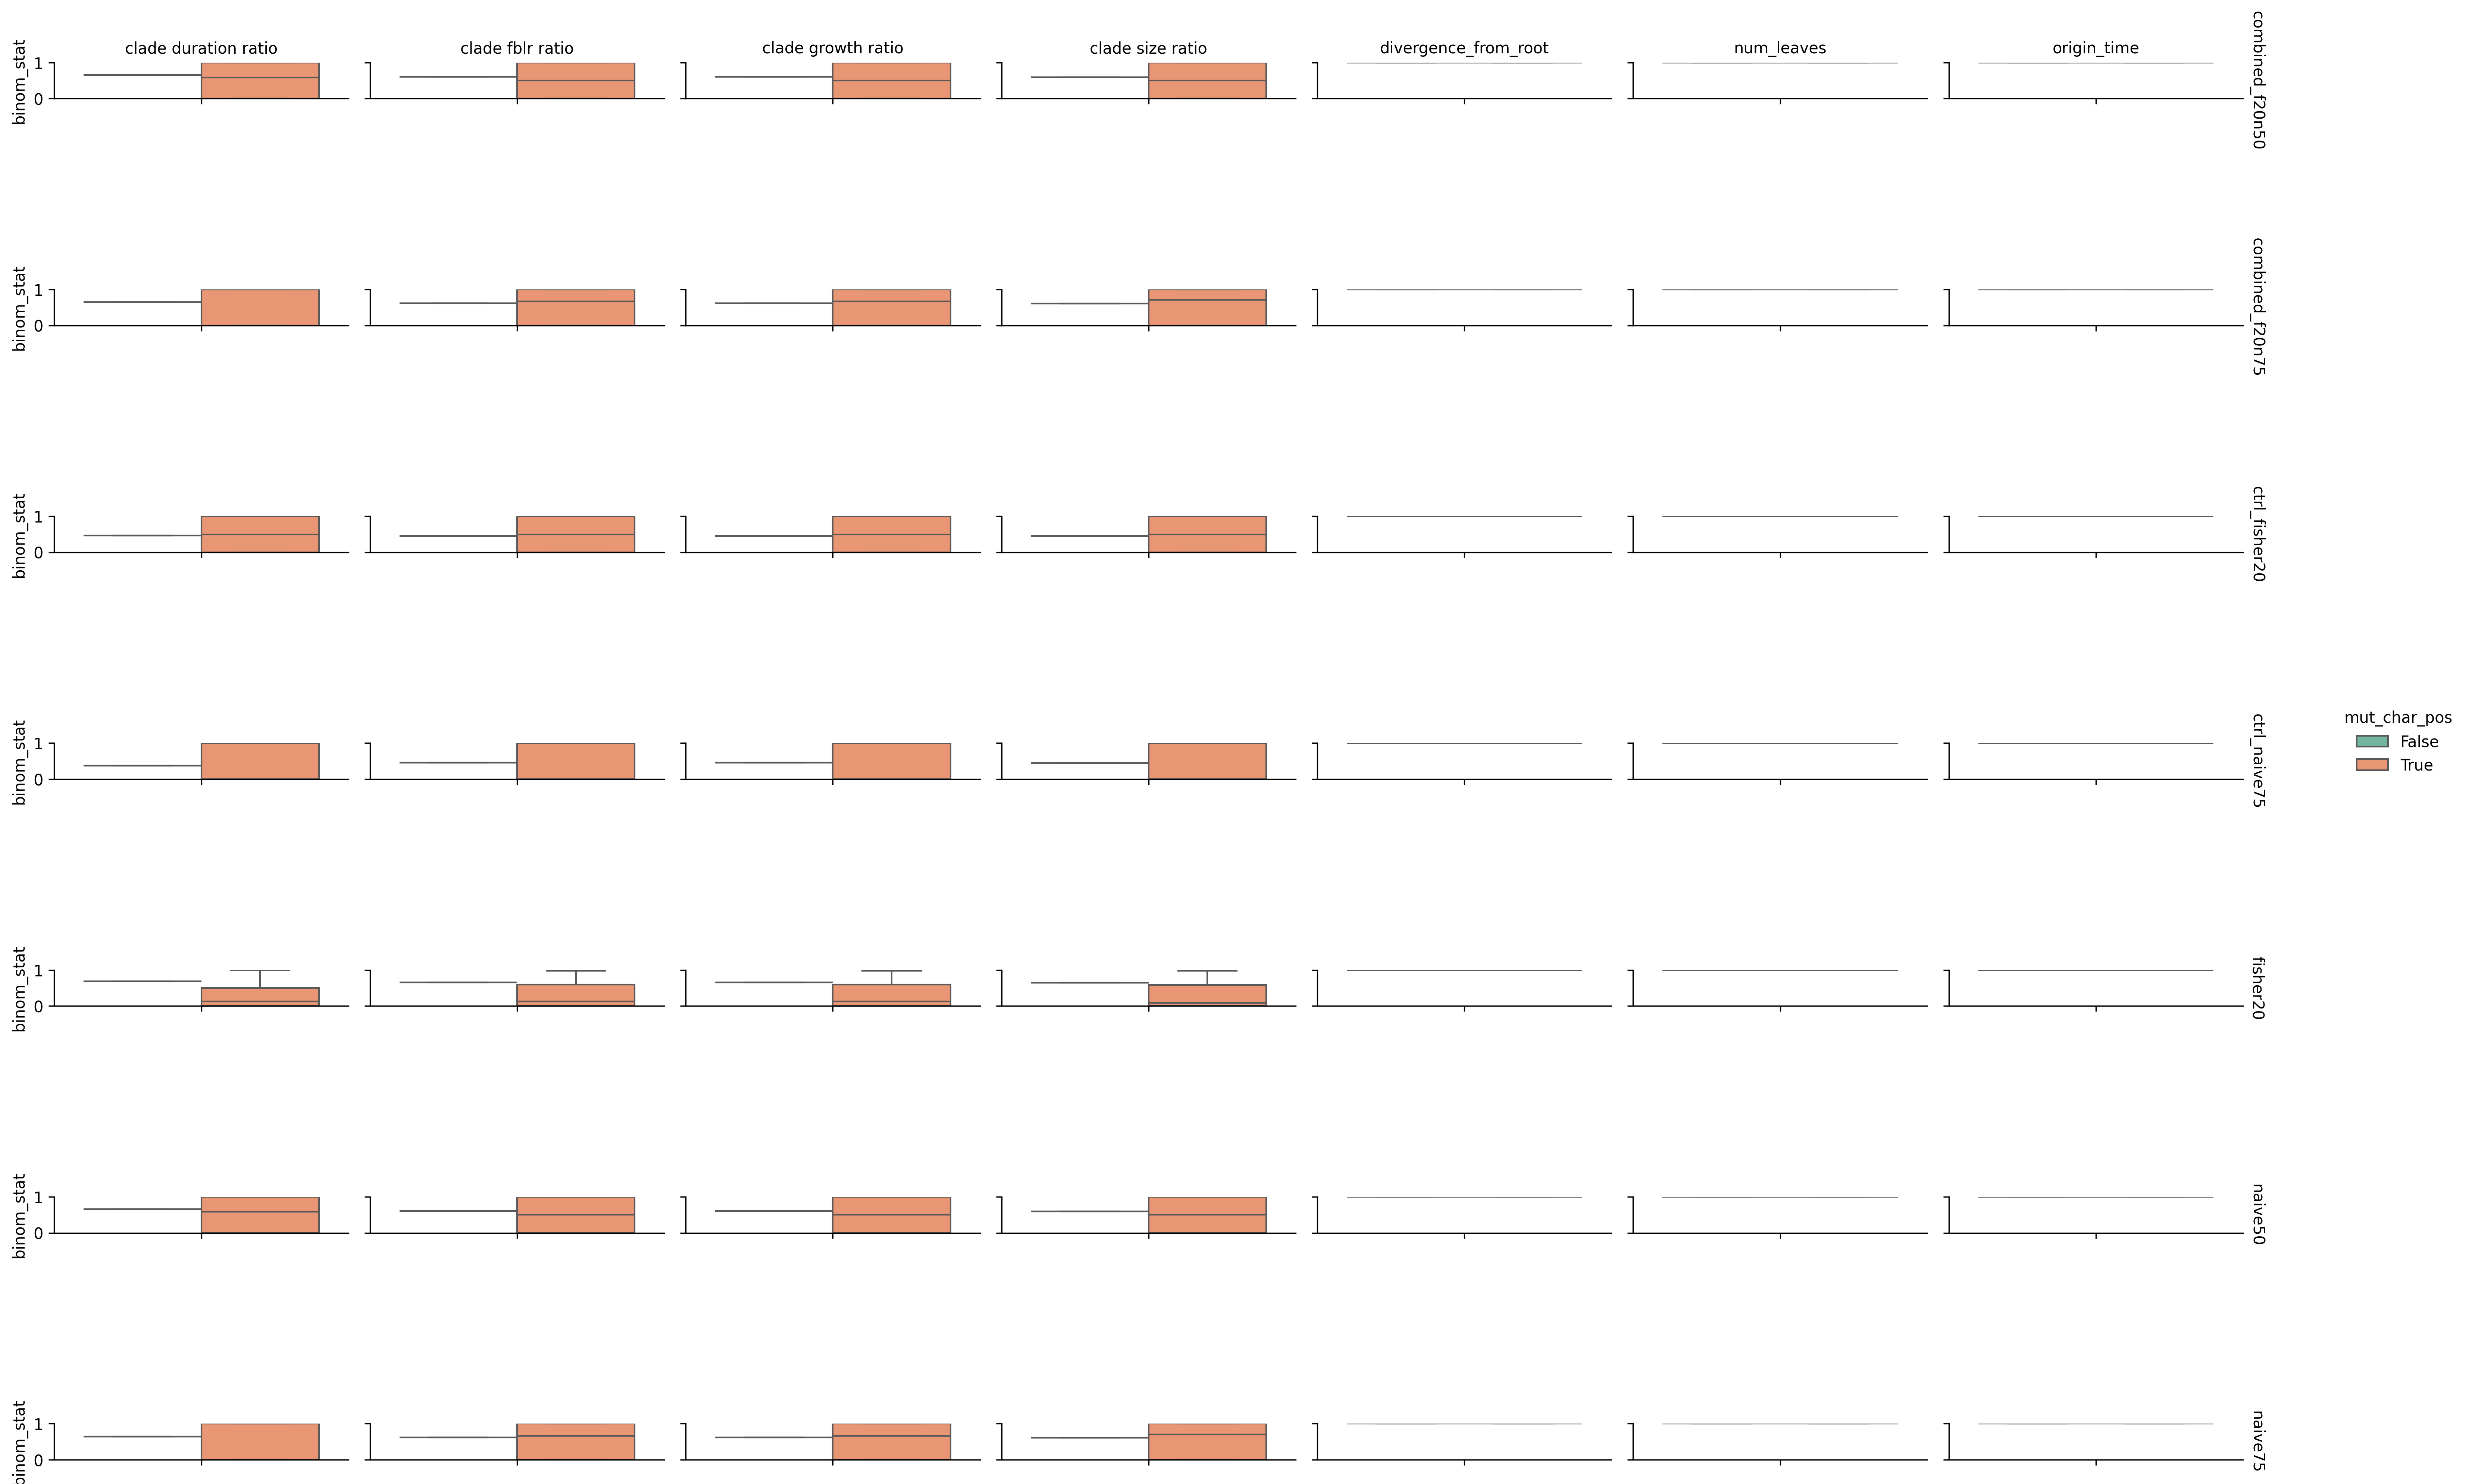 clade duration ratio
clade fblr ratio
clade growth ratio
clade size ratio
divergence_from_root
num_leaves
origin_time
binom_stat
1
0
combined_f20n50
binom_stat
1
0
combined_f20n75
binom_stat
1
0
ctrl_fisher20
binom_stat
1
0
ctrl_naive75
mut_char_pos
False
True
binom_stat
1
0
fisher20
binom_stat
1
0
naive50
binom_stat
1
0
naive75